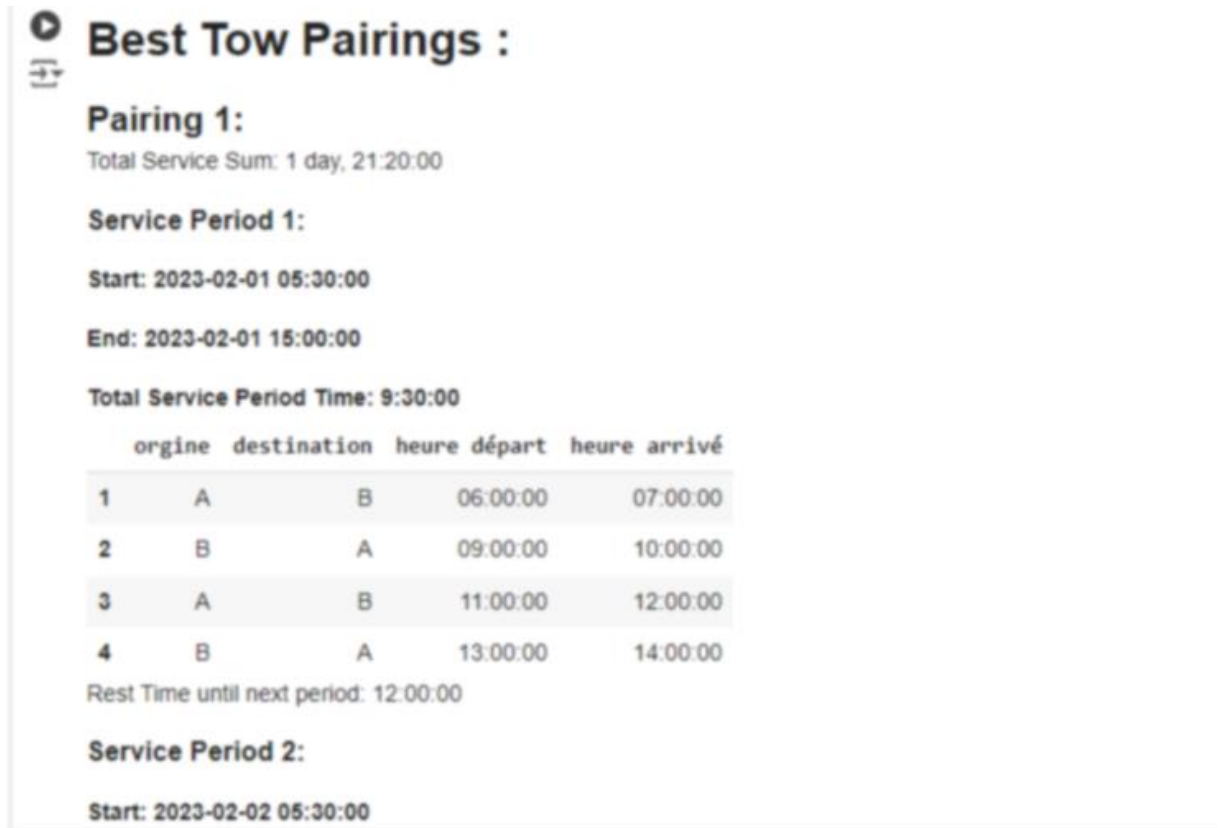 Best Tow Pairings :
Pairing 1:
Total Service Sum: 1 day, 21:20:00
Service Period 1:
Start: 2023-02-01 05:30:00
End: 2023-02-01 15:00:00
Total Service Period Time: 9:30:00
orgine destination heure départ heure arrivé
1 A B 06:00:00 07:00:00
2 B A 09:00:00 10:00:00
3 A B 11:00:00 12:00:00
4 B A 13:00:00 14:00:00
Rest Time until next period: 12:00:00
Service Period 2:
Start: 2023-02-02 05:30:00